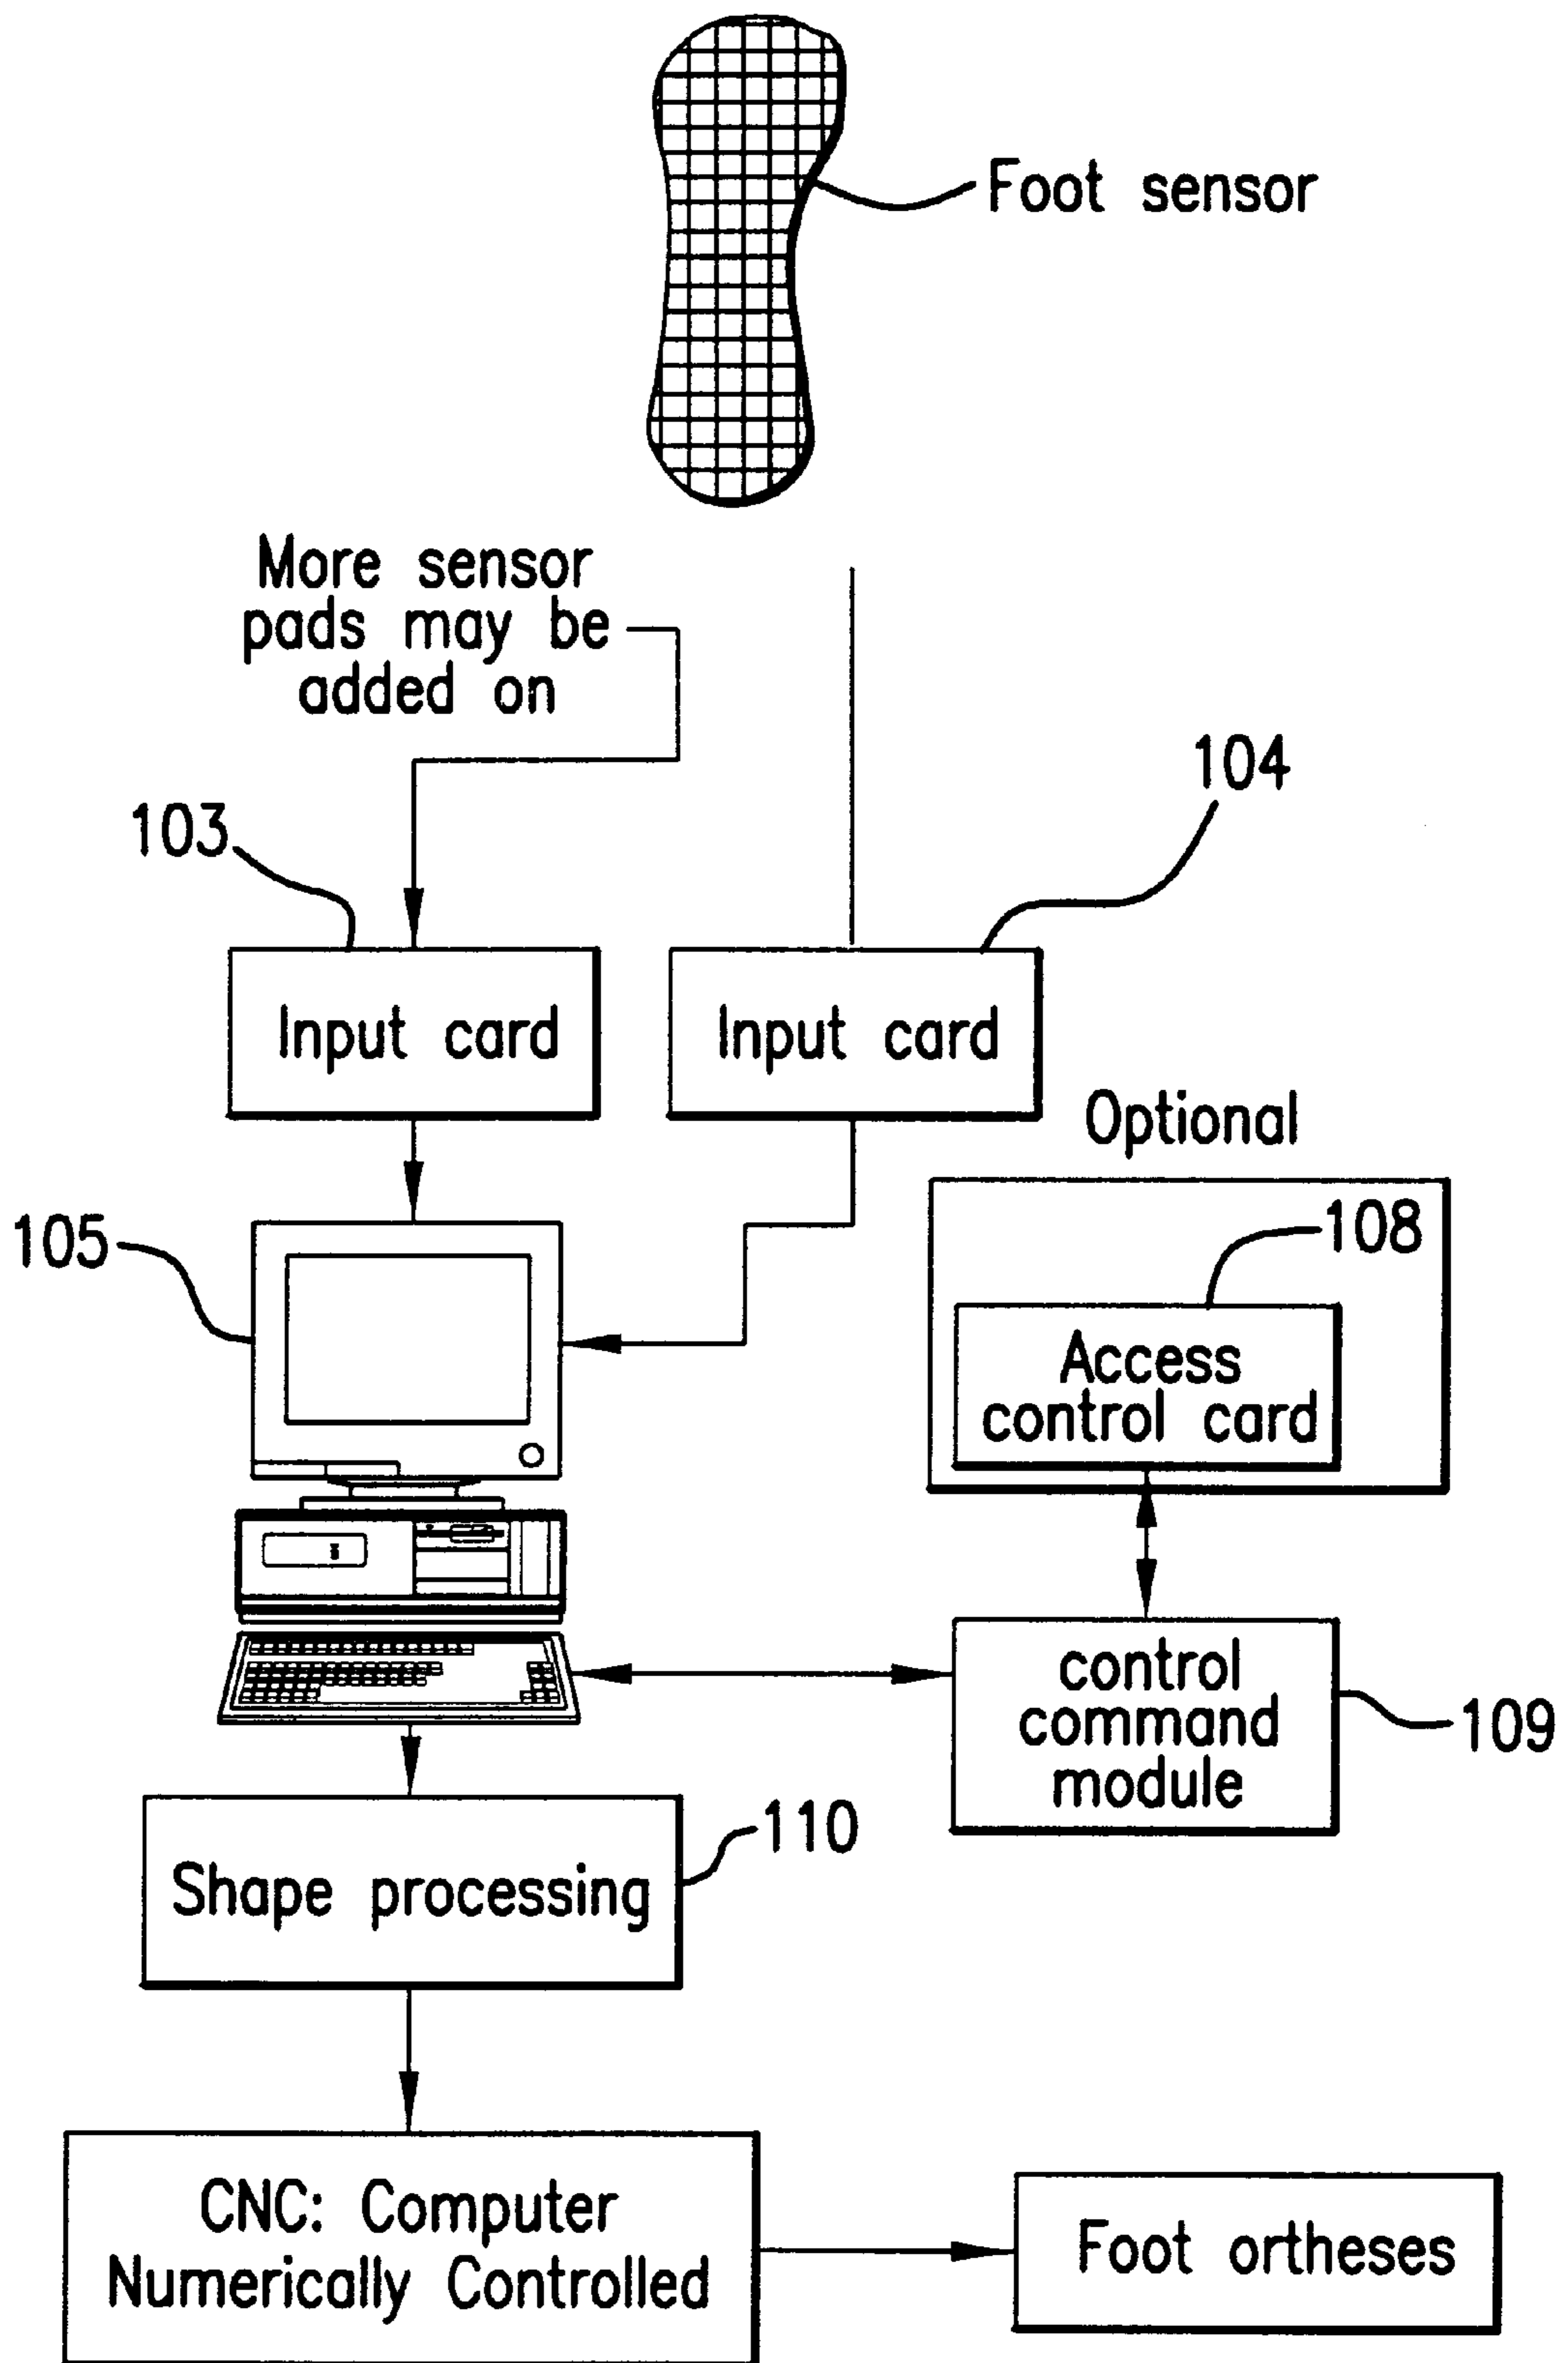 Foot sensor
More sensor
pads may be
added on
104
103
Input card
Input card
Optional
105
108
Access
control card
control
command
module
109
110
Shape processing
CNC: Computer
Numerically Controlled
Foot ortheses